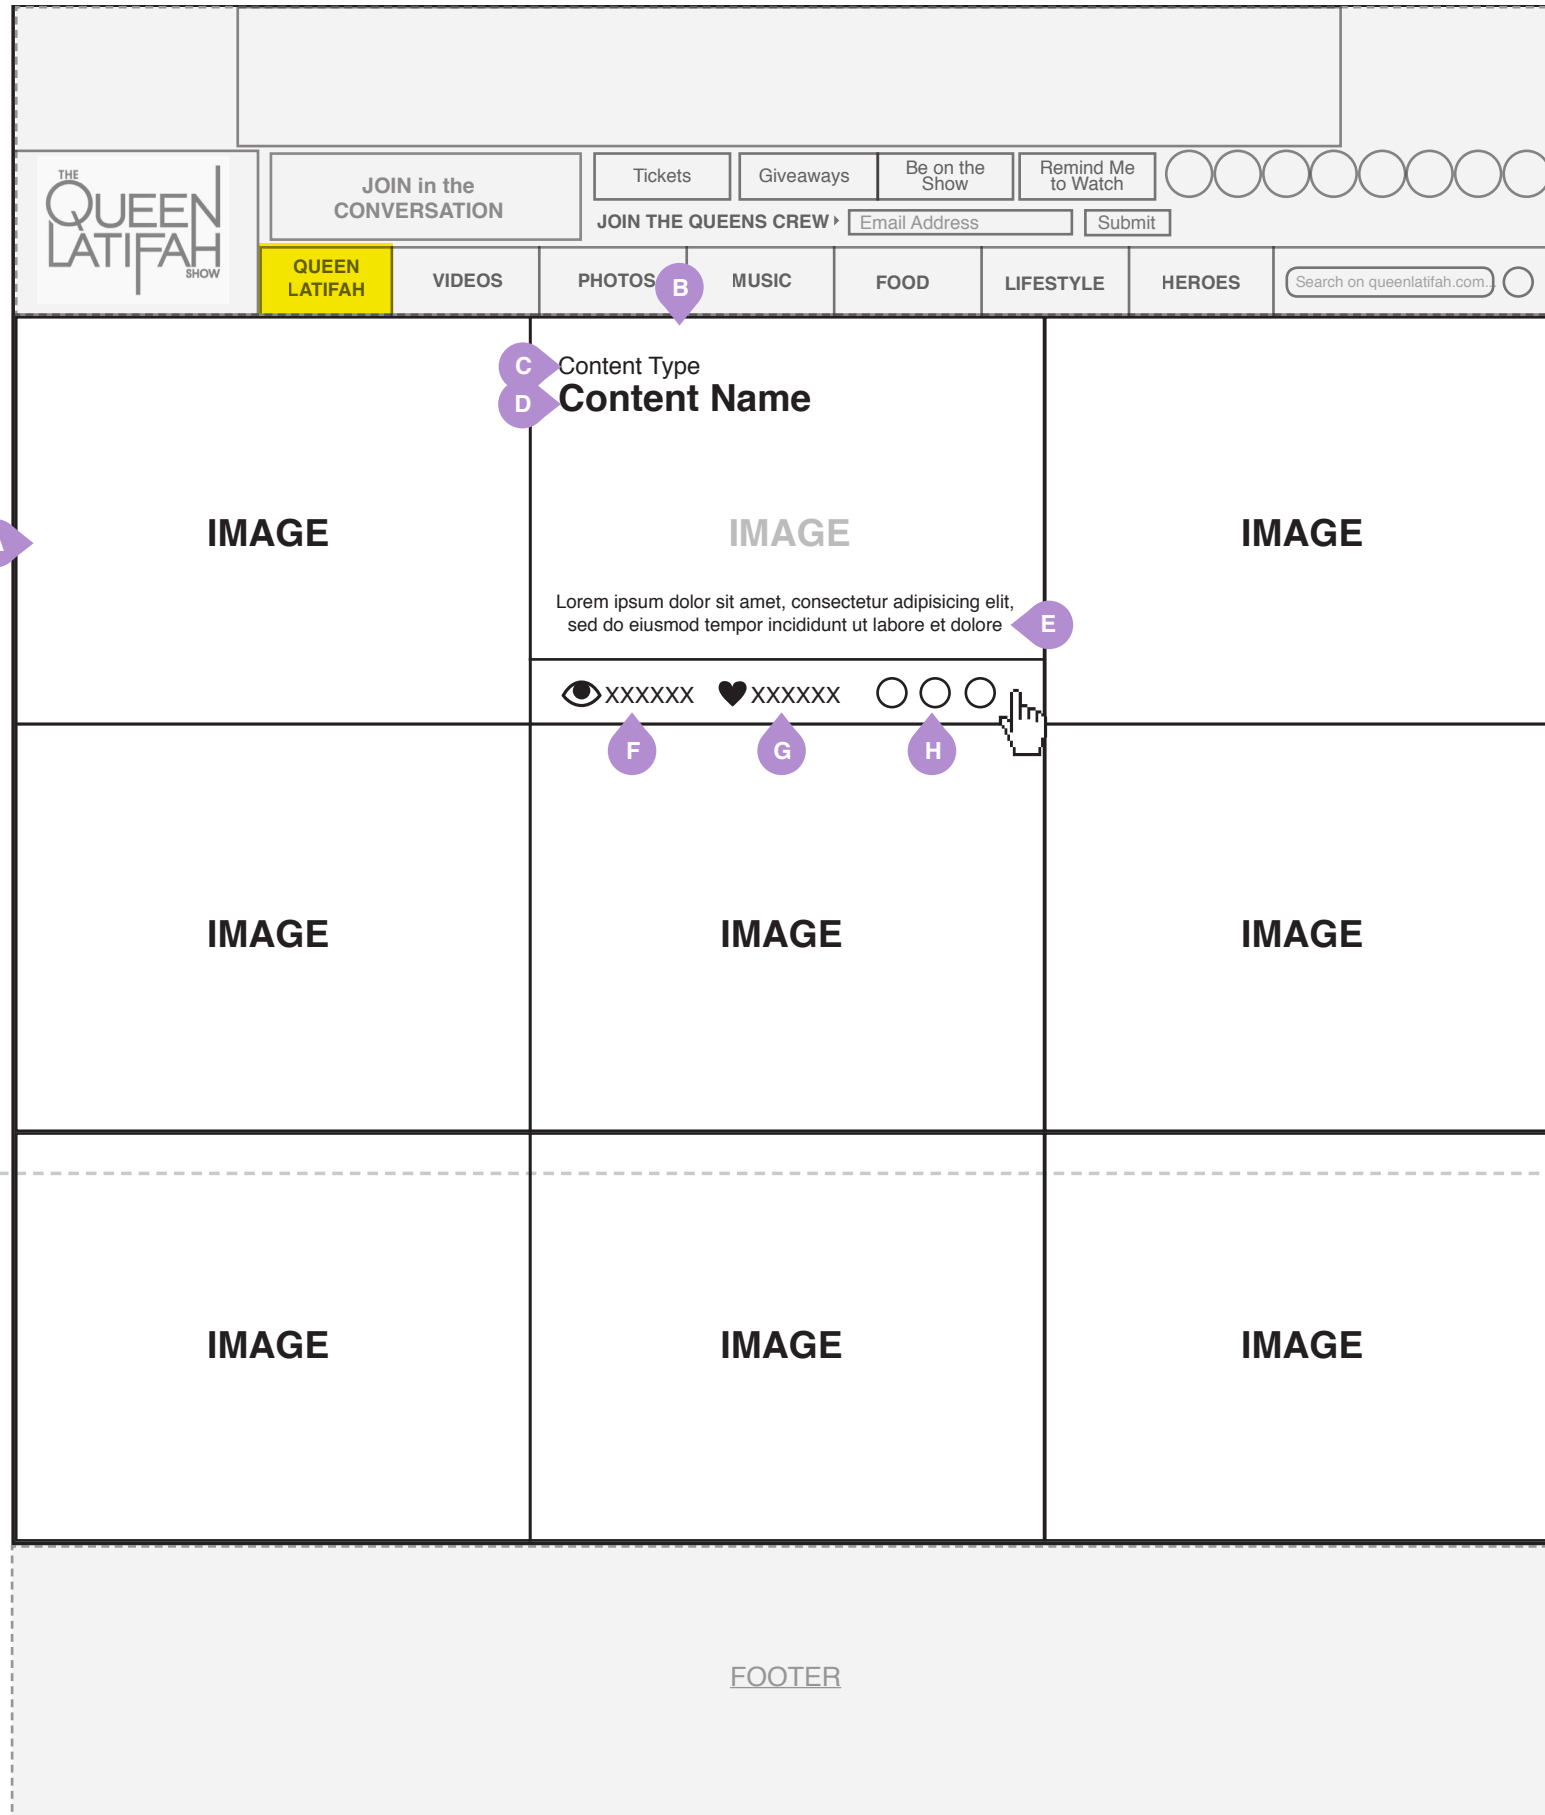 THE
QUEEN
LATIFAH
SHOW
JOIN in the
CONVERSATION
Tickets
Giveaways
Be on the
Show
Remind Me
to Watch
JOIN THE QUEENS CREW
Email Address
Submit
QUEEN
LATIFAH
VIDEOS
PHOTOS
MUSIC
FOOD
LIFESTYLE
HEROES
Search on queenlatifah.com...
B
C
Content Type
D
Content Name
A
IMAGE
IMAGE
IMAGE
Lorem ipsum dolor sit amet, consectetur adipisicing elit,
sed do eiusmod tempor incididunt ut labore et dolore
E
XXXXXX
XXXXXX
F
G
H
IMAGE
IMAGE
IMAGE
IMAGE
IMAGE
IMAGE
FOOTER